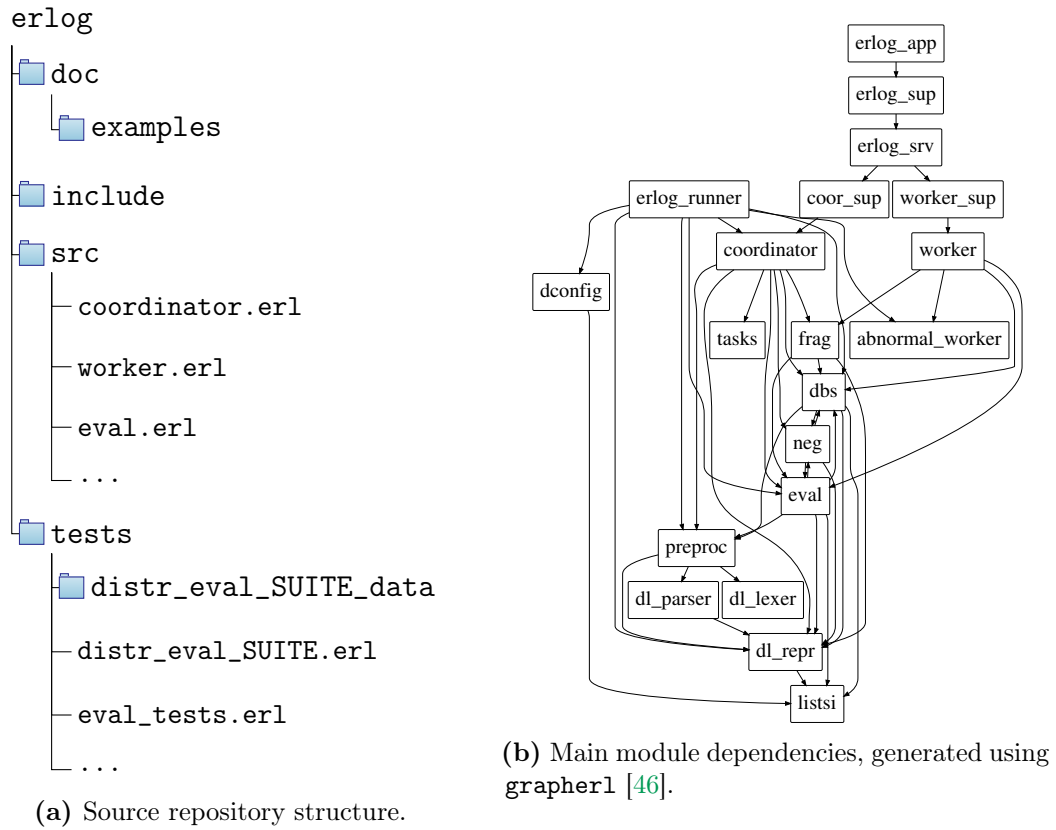 erlog
doc
examples
include
src
coordinator.erl
worker.erl
eval.erl
...
tests
distr_eval_SUITE_data
distr_eval_SUITE.erl
eval_tests.erl
...
(a) Source repository structure.
erlog_app
erlog_sup
erlog_srv
erlog_runner
coor_sup
worker_sup
coordinator
worker
dconfig
tasks
frag
abnormal_worker
dbs
neg
eval
preproc
dl_parser
dl_lexer
dl_repr
listsi
(b) Main module dependencies, generated using
grapherl [46].